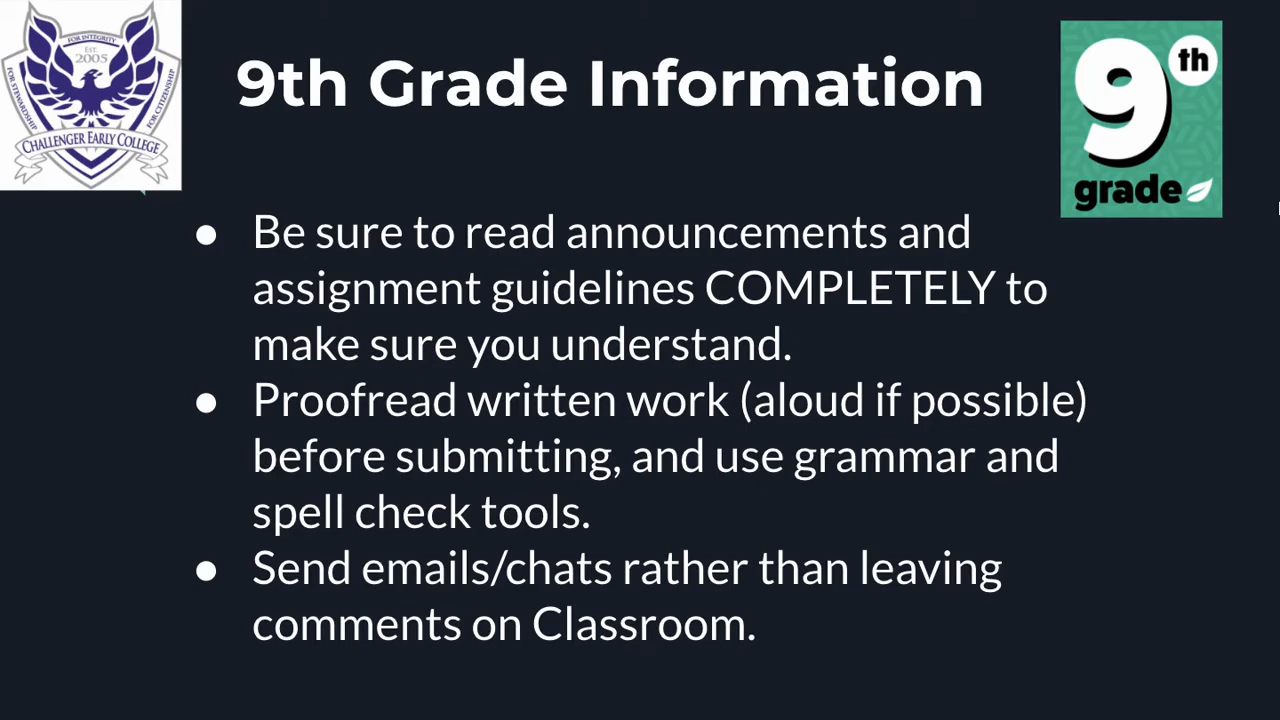 FOR INTEGRITY
Est.
2005
FOR STEWARDSHIP
FOR CITIZENSHIP
CHALLENGER EARLY COLLEGE
9th Grade Information
9th
grade
● Be sure to read announcements and
assignment guidelines COMPLETELY to
make sure you understand.
● Proofread written work (aloud if possible)
before submitting, and use grammar and
spell check tools.
● Send emails/chats rather than leaving
comments on Classroom.